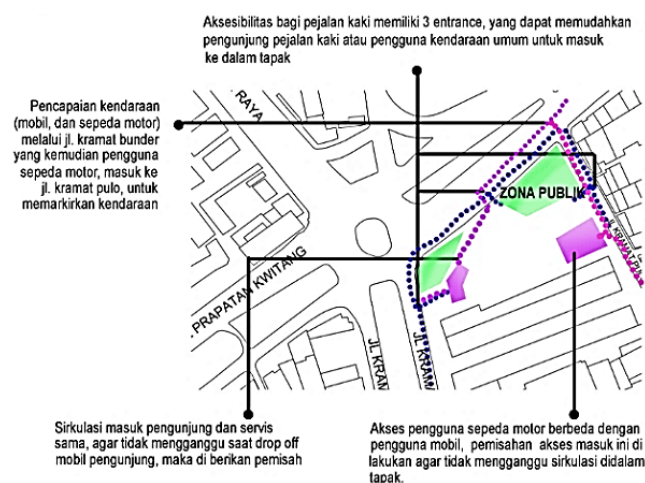 Aksesibilitas bagi pejalan kaki memiliki 3 entrance, yang dapat memudahkan
pengunjung pejalan kaki atau pengguna kendaraan umum untuk masuk
ke dalam tapak
Pencapaian kendaraan
(mobil, dan sepeda motor)
melalui jl. kramat bunder
yang kemudian pengguna
sepeda motor, masuk ke
jl. kramat pulo, untuk
memarkirkan kendaraan
RAYA
ZONA PUBLIK
PRAPATAN KWITANG
JL KRAM
JL KRAM
Sirkulasi masuk pengunjung dan servis
sama, agar tidak mengganggu saat drop off
mobil pengunjung, maka di berikan pemisah
Akses pengguna sepeda motor berbeda dengan
pengguna mobil, pemisahan akses masuk ini di
lakukan agar tidak mengganggu sirkulasi didalam
tapak.